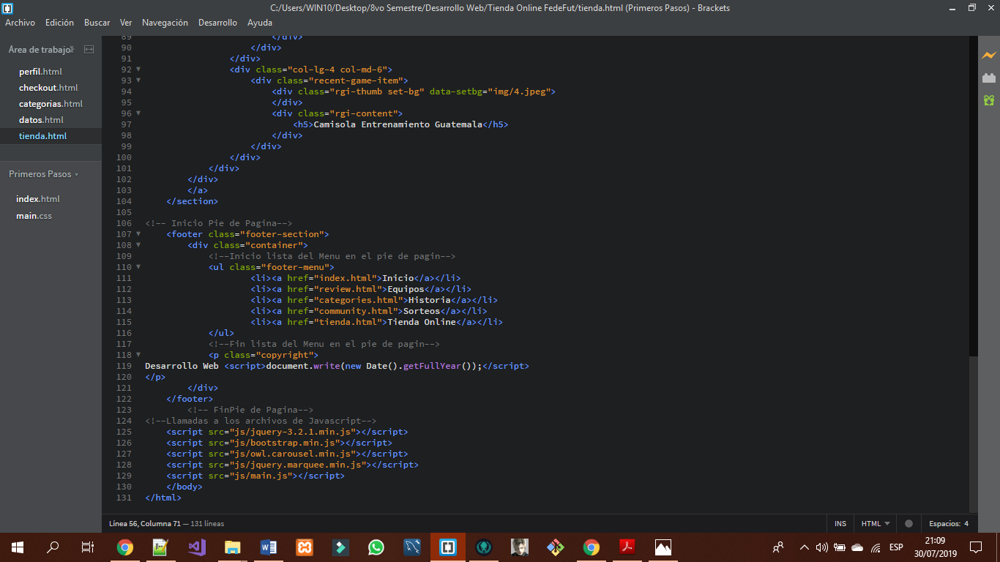 C:/Users/WIN10/Desktop/8vo Semestre/Desarrollo Web/Tienda Online FedeFut/tienda.html (Primeros Pasos) - Brackets
Archivo Edición Buscar Ver Navegación Desarrollo Ayuda
Área de trabajo
perfil.html
checkout.html
categorias.html
datos.html
tienda.html
Primeros Pasos
index.html
main.css
89 </div>
90 </div>
91 </div>
92 <div class="col-lg-4 col-md-6">
93 <div class="recent-game-item">
94 <div class="rgi-thumb set-bg" data-setbg="img/4.jpeg">
95 </div>
96 <div class="rgi-content">
97 <h5>Camisola Entrenamiento Guatemala</h5>
98 </div>
99 </div>
100 </div>
101 </div>
102 </div>
103 </a>
104 </section>
105
106 <!-- Inicio Pie de Pagina-->
107 <footer class="footer-section">
108 <div class="container">
109 <!--Inicio lista del Menu en el pie de pagin-->
110 <ul class="footer-menu">
111 <li><a href="index.html">Inicio</a></li>
112 <li><a href="review.html">Equipos</a></li>
113 <li><a href="categories.html">Historia</a></li>
114 <li><a href="community.html">Sorteos</a></li>
115 <li><a href="tienda.html">Tienda Online</a></li>
116 </ul>
117 <!--Fin lista del Menu en el pie de pagin-->
118 <p class="copyright">
119 Desarrollo Web <script>document.write(new Date().getFullYear());</script>
120 </p>
121 </div>
122 </footer>
123 <!-- FinPie de Pagina-->
124 <!--Llamadas a los archivos de Javascript-->
125 <script src="js/jquery-3.2.1.min.js"></script>
126 <script src="js/bootstrap.min.js"></script>
127 <script src="js/owl.carousel.min.js"></script>
128 <script src="js/jquery.marquee.min.js"></script>
129 <script src="js/main.js"></script>
130 </body>
131 </html>
Línea 56, Columna 71 — 131 líneas
INS HTML Espacios: 4
ESP
21:09
30/07/2019